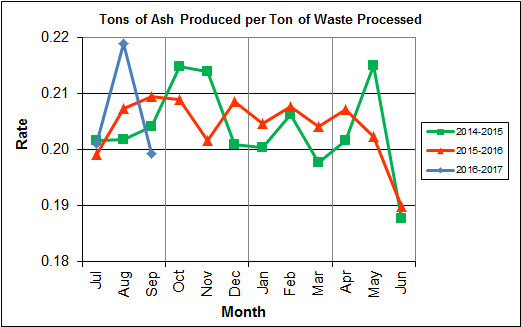 Tons of Ash Produced per Ton of Waste Processed
0.22
0.21
0.20
0.19
0.18
Rate
Jul Aug Sep Oct Nov Dec Jan Feb Mar Apr May Jun
Month
2014-2015
2015-2016
2016-2017